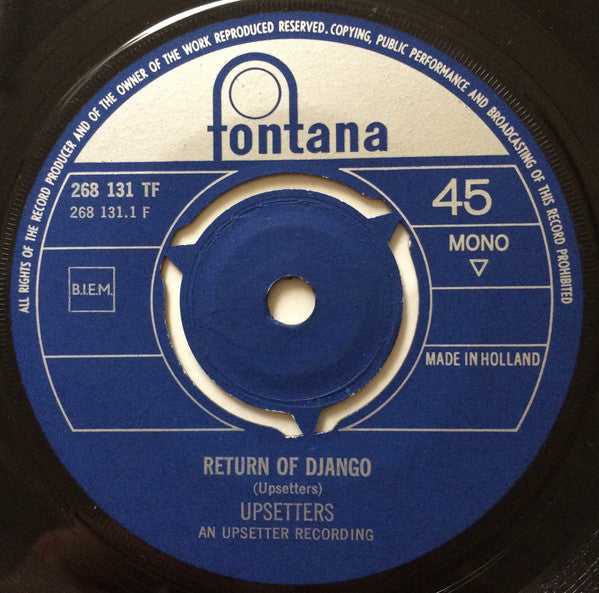 ALL RIGHTS OF THE RECORD PRODUCER AND OF THE OWNER OF THE WORK REPRODUCED RESERVED. COPYING, PUBLIC PERFORMANCE AND BROADCASTING OF THIS RECORD PROHIBITED
fontana
268 131 TF
268 131.1 F
45
MONO
B.I.E.M.
MADE IN HOLLAND
RETURN OF DJANGO
(Upsetters)
UPSETTERS
AN UPSETTER RECORDING